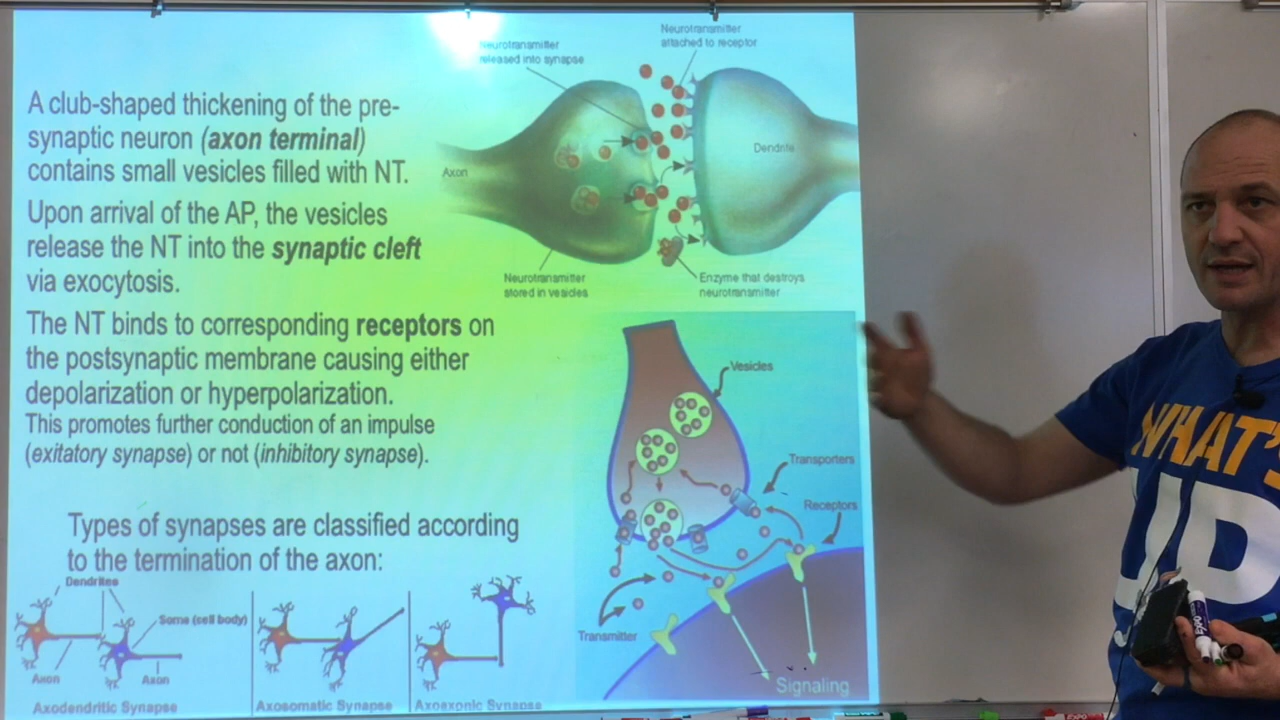 A club-shaped thickening of the pre-
synaptic neuron (axon terminal)
contains small vesicles filled with NT.
Upon arrival of the AP, the vesicles
release the NT into the synaptic cleft
via exocytosis.
The NT binds to corresponding receptors on
the postsynaptic membrane causing either
depolarization or hyperpolarization.
This promotes further conduction of an impulse
(exitatory synapse) or not (inhibitory synapse).
Types of synapses are classified according
to the termination of the axon:
Dendrites
Soma (cell body)
Axon
Axon
Axodendritic Synapse
Axosomatic Synapse
Axoaxonic Synapse
Neurotransmitter
released into synapse
Neurotransmitter
attached to receptor
Axon
Dendrite
Neurotransmitter
stored in vesicles
Enzyme that destroys
neurotransmitter
Vesicles
Transporters
Receptors
Transmitter
Signaling
WHAT'S
UP